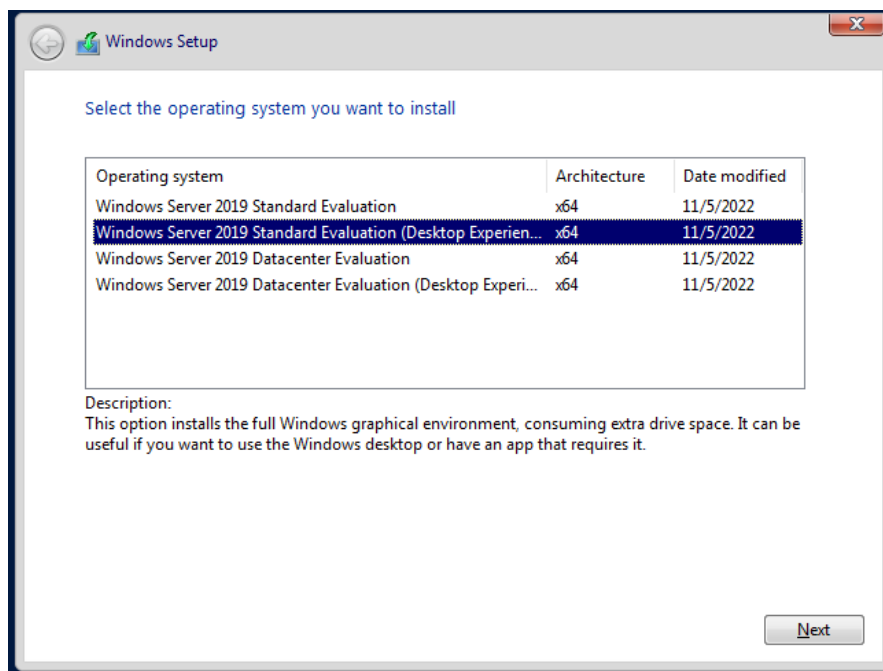 Windows Setup
Select the operating system you want to install
Operating system Architecture Date modified
Windows Server 2019 Standard Evaluation x64 11/5/2022
Windows Server 2019 Standard Evaluation (Desktop Experien... x64 11/5/2022
Windows Server 2019 Datacenter Evaluation x64 11/5/2022
Windows Server 2019 Datacenter Evaluation (Desktop Experi... x64 11/5/2022
Description:
This option installs the full Windows graphical environment, consuming extra drive space. It can be
useful if you want to use the Windows desktop or have an app that requires it.
Next